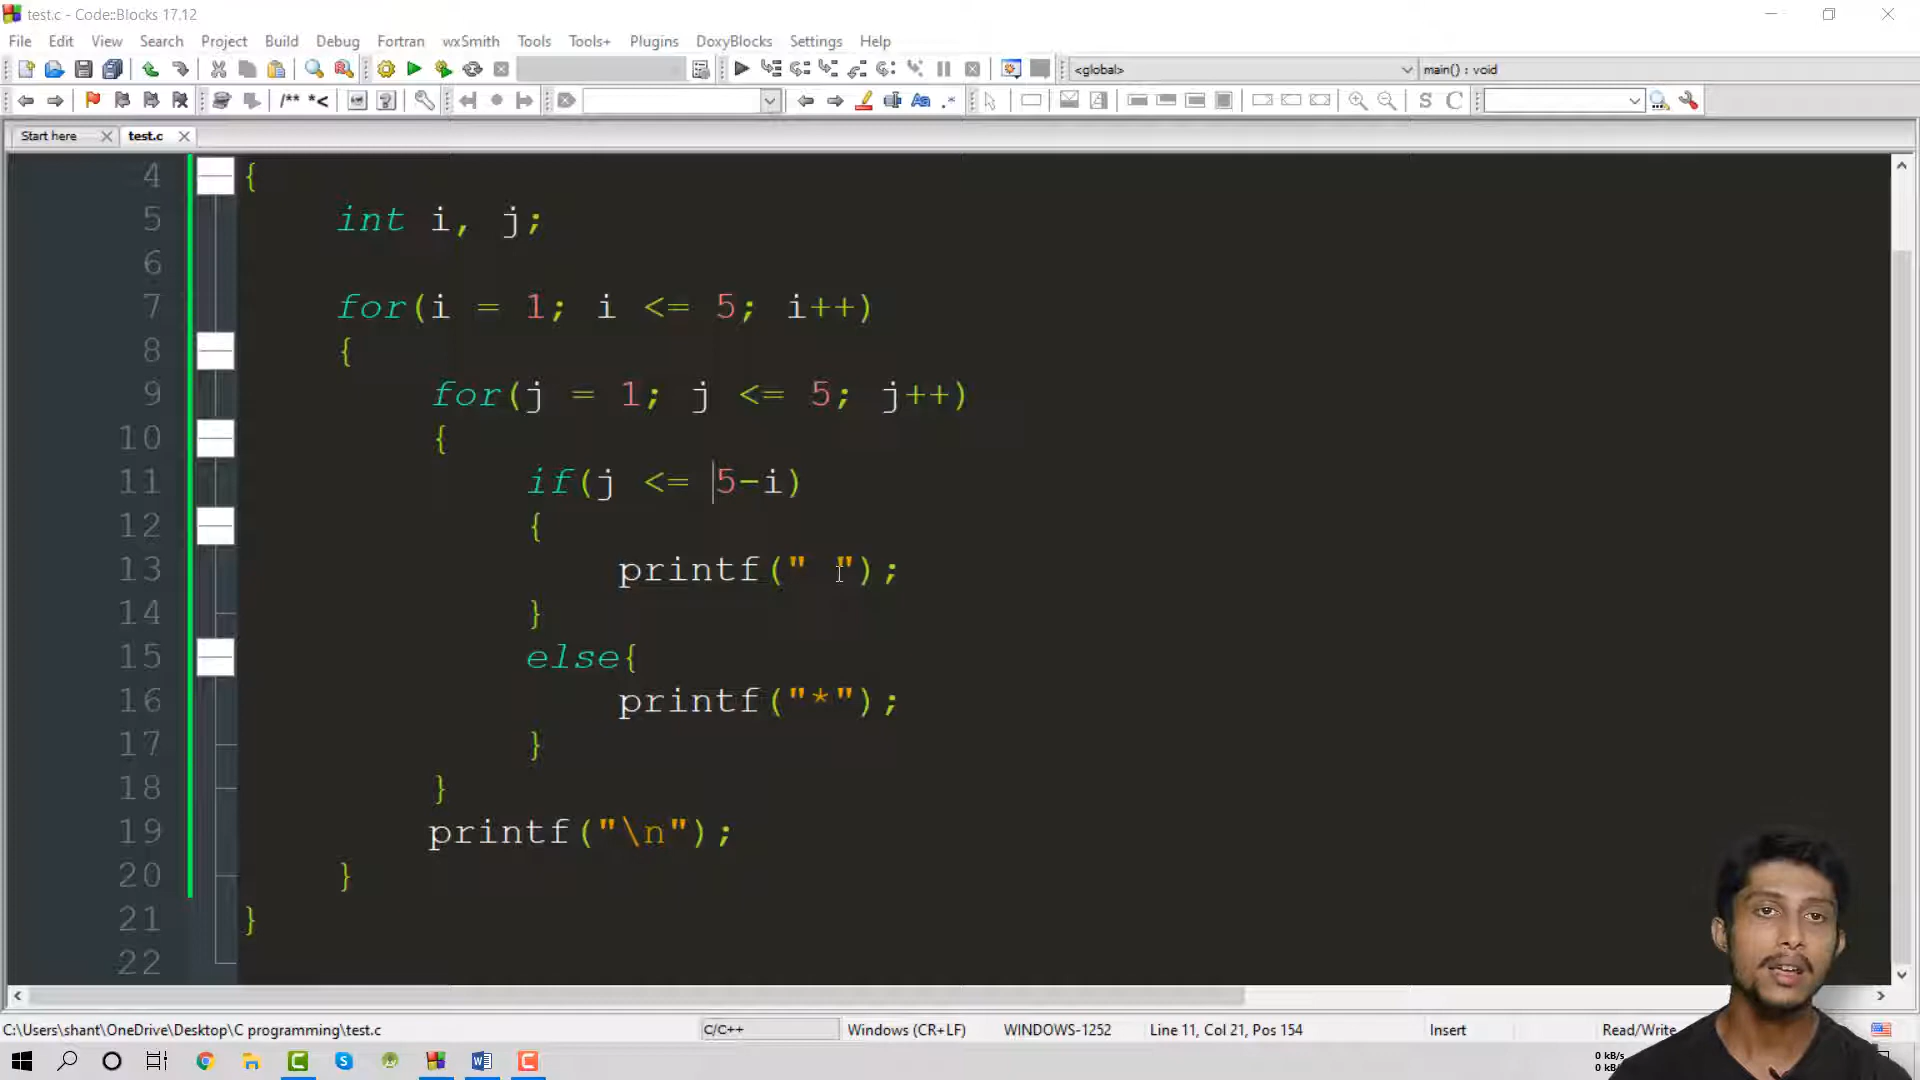 test.c - Code::Blocks 17.12
File Edit View Search Project Build Debug Fortran wxSmith Tools Tools+ Plugins DoxyBlocks Settings Help
<global> main() : void
/** *< S C
Start here test.c
4 {
5 int i, j;
6
7 for(i = 1; i <= 5; i++)
8 {
9 for(j = 1; j <= 5; j++)
10 {
11 if(j <= 5-i)
12 {
13 printf(" ");
14 }
15 else{
16 printf("*");
17 }
18 }
19 printf("\n");
20 }
21 }
22
C:\Users\shant\OneDrive\Desktop\C programming\test.c C/C++ Windows (CR+LF) WINDOWS-1252 Line 11, Col 21, Pos 154 Insert Read/Write
0 kB/s
0 kB/